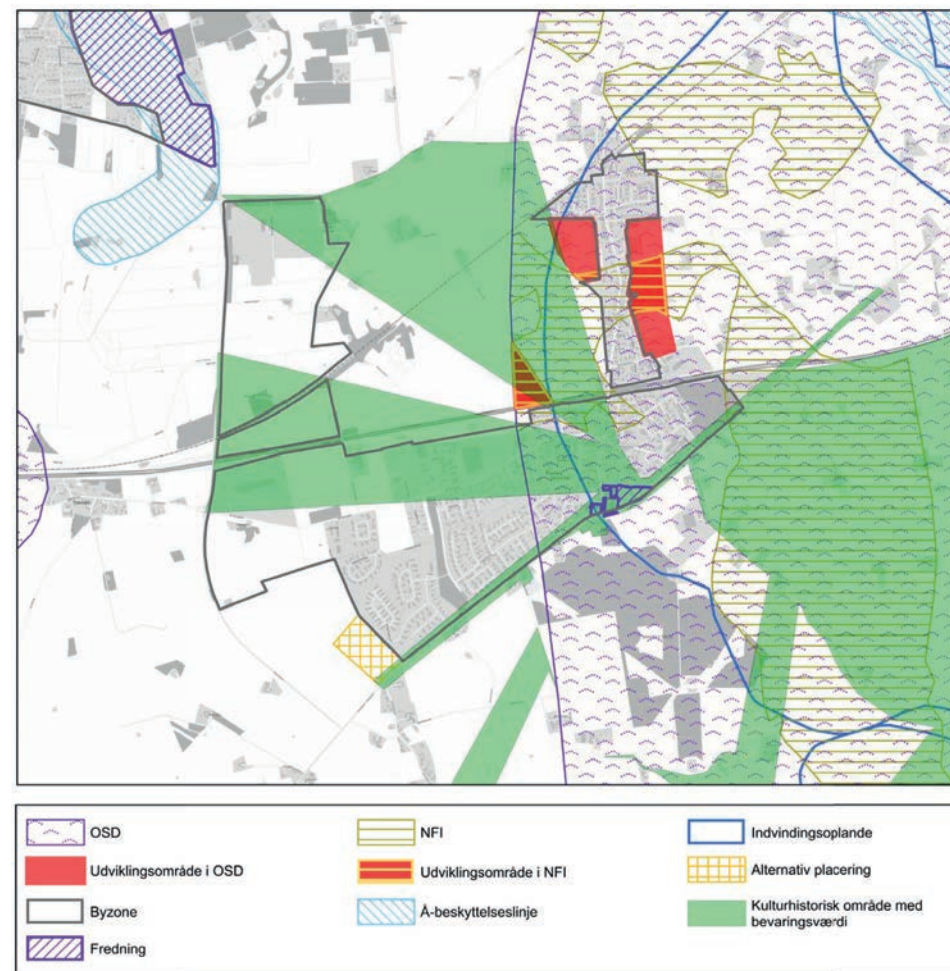 OSD
NFI
Indvindingsoplande
Udviklingsområde i OSD
Udviklingsområde i NFI
Alternativ placering
Byzone
Å-beskyttelseslinje
Kulturhistorisk område med
bevaringsværdi
Fredning